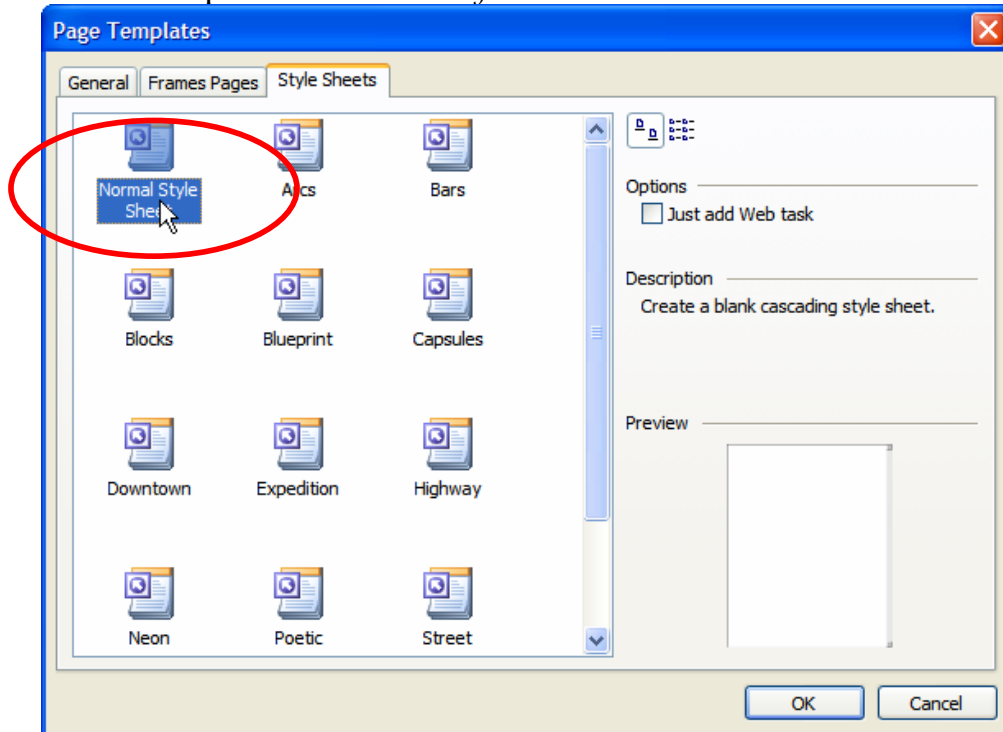 Page Templates
General Frames Pages Style Sheets
Normal Style
Sheet
Arcs
Bars
Blocks
Blueprint
Capsules
Downtown
Expedition
Highway
Neon
Poetic
Street
Options
Just add Web task
Description
Create a blank cascading style sheet.
Preview
OK Cancel